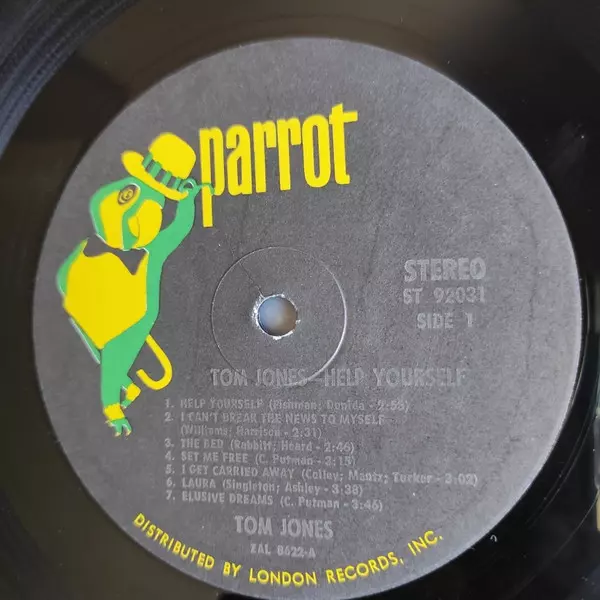 parrot
STEREO
ST 92031
SIDE 1
TOM JONES-HELP YOURSELF
1. HELP YOURSELF (Fishman; Donida - 2:55)
2. I CAN'T BREAK THE NEWS TO MYSELF
(Williams; Harrison - 2:31)
3. THE BED (Rabbitt; Heard - 2:46)
4. SET ME FREE (C. Putman - 3:15)
5. I GET CARRIED AWAY (Colley; Mantz; Tucker - 3:02)
6. LAURA (Singleton; Ashley - 3:38)
7. ELUSIVE DREAMS (C. Putman - 3:46)
TOM JONES
ZAL 8622-A
DISTRIBUTED BY LONDON RECORDS, INC.